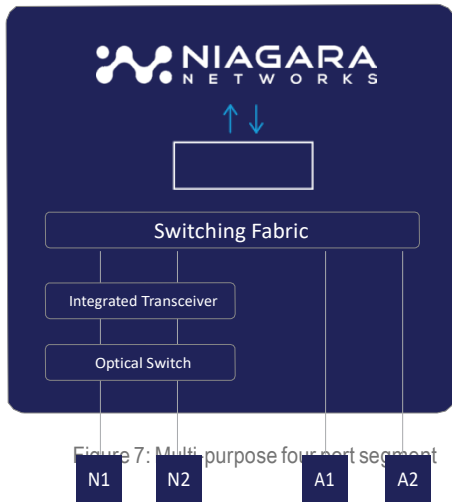 NIAGARA
NETWORKS
Switching Fabric
Integrated Transceiver
Optical Switch
Figure 7: Multi-purpose four port segment
N1 N2 A1 A2